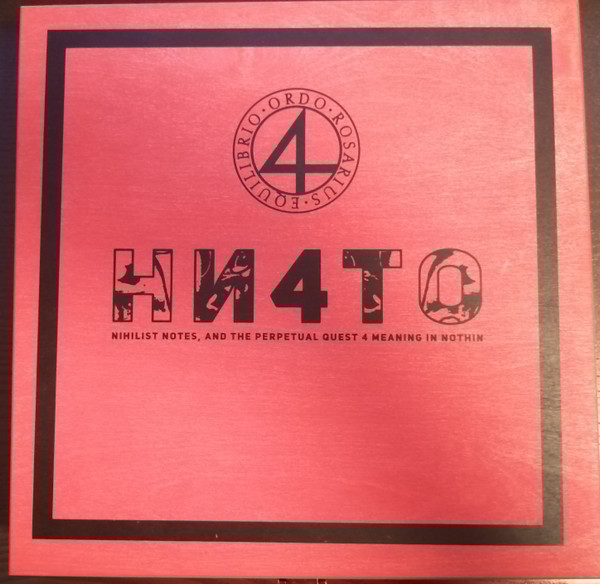 ORDO · ROSARIUS · EQUILIBRIO ·
4
НИ4ТО
NIHILIST NOTES, AND THE PERPETUAL QUEST 4 MEANING IN NOTHIN